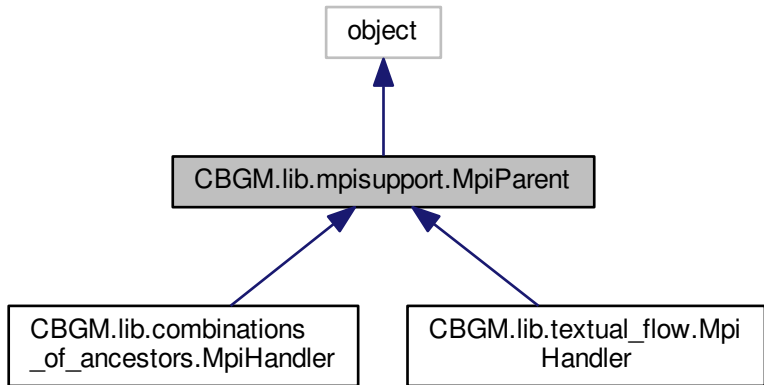 object
CBGM.lib.mpisupport.MpiParent
CBGM.lib.combinations
_of_ancestors.MpiHandler
CBGM.lib.textual_flow.Mpi
Handler